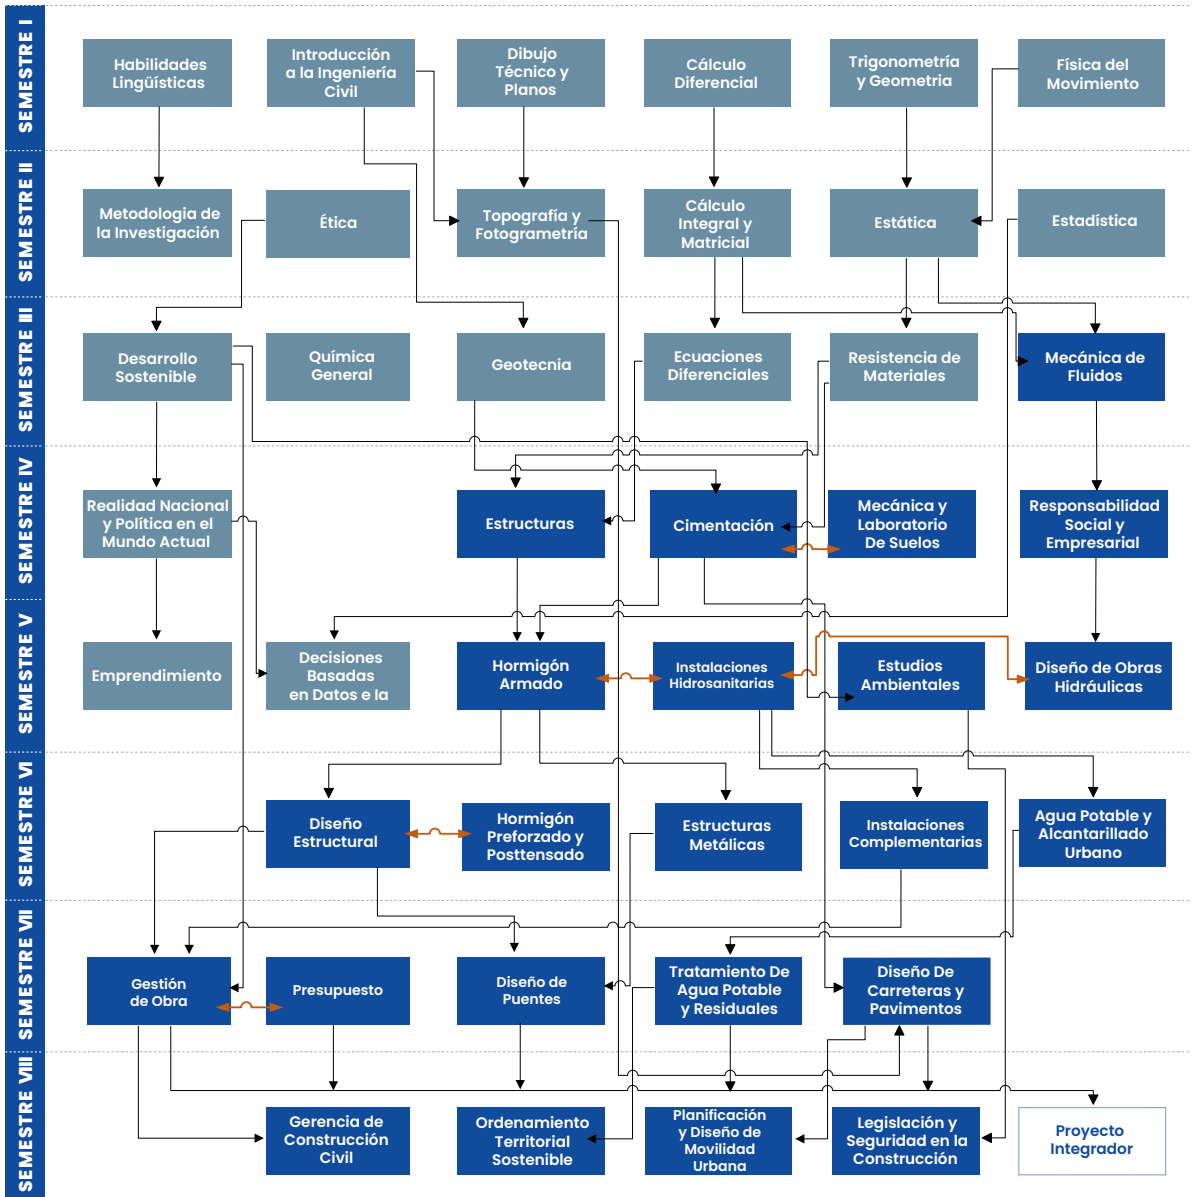 SEMESTRE I
Habilidades
Lingüísticas
Introducción
a la Ingeniería
Civil
Dibujo
Técnico y
Planos
Cálculo
Diferencial
Trigonometría
y Geometria
Física del
Movimiento
SEMESTRE II
Metodologia de
la Investigación
Ética
Topografía y
Fotogrametría
Cálculo
Integral y
Matricial
Estática
Estadística
SEMESTRE III
Desarrollo
Sostenible
Química
General
Geotecnia
Ecuaciones
Diferenciales
Resistencia de
Materiales
Mecánica de
Fluidos
SEMESTRE IV
Realidad Nacional
y Política en el
Mundo Actual
Estructuras
Cimentación
Mecánica y
Laboratorio
De Suelos
Responsabilidad
Social y
Empresarial
SEMESTRE V
Emprendimiento
Decisiones
Basadas
en Datos e la
Hormigón
Armado
Instalaciones
Hidrosanitarias
Estudios
Ambientales
Diseño de Obras
Hidráulicas
SEMESTRE VI
Diseño
Estructural
Hormigón
Preforzado y
Posttensado
Estructuras
Metálicas
Instalaciones
Complementarias
Agua Potable y
Alcantarillado
Urbano
SEMESTRE VII
Gestión
de Obra
Presupuesto
Diseño de
Puentes
Tratamiento De
Agua Potable
y Residuales
Diseño De
Carreteras y
Pavimentos
SEMESTRE VIII
Gerencia de
Construcción
Civil
Ordenamiento
Territorial
Sostenible
Planificación
y Diseño de
Movilidad
Urbana
Legislación y
Seguridad en la
Construcción
Proyecto
Integrador